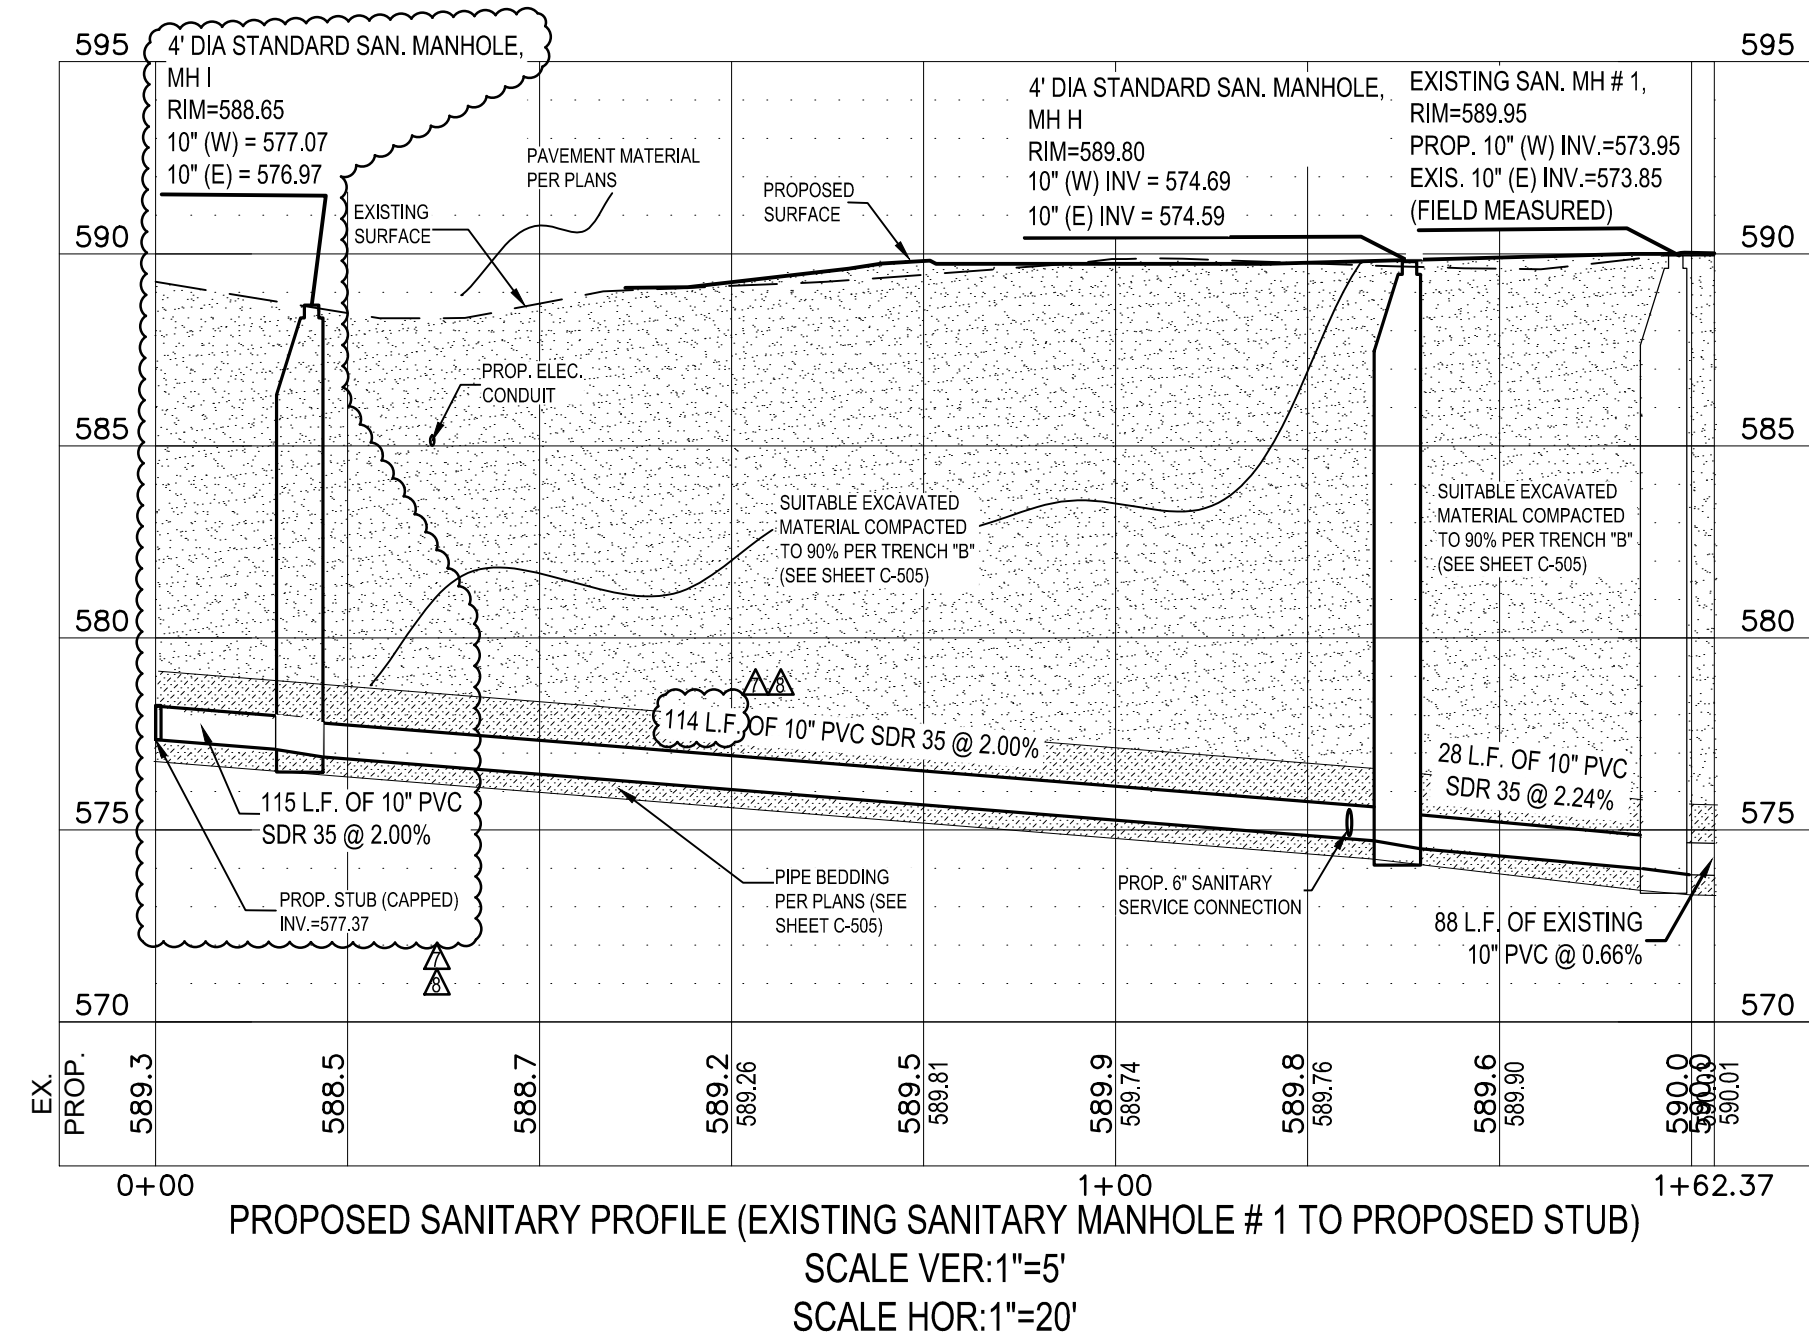 595
595
4' DIA STANDARD SAN. MANHOLE,
MH I
RIM=588.65
10" (W) = 577.07
10" (E) = 576.97
PAVEMENT MATERIAL
PER PLANS
EXISTING
SURFACE
PROPOSED
SURFACE
4' DIA STANDARD SAN. MANHOLE,
MH H
RIM=589.80
10" (W) INV = 574.69
10" (E) INV = 574.59
EXISTING SAN. MH # 1,
RIM=589.95
PROP. 10" (W) INV.=573.95
EXIS. 10" (E) INV.=573.85
(FIELD MEASURED)
590
590
PROP. ELEC.
CONDUIT
585
585
SUITABLE EXCAVATED
MATERIAL COMPACTED
TO 90% PER TRENCH "B"
(SEE SHEET C-505)
SUITABLE EXCAVATED
MATERIAL COMPACTED
TO 90% PER TRENCH "B"
(SEE SHEET C-505)
580
580
7 8
114 L.F. OF 10" PVC SDR 35 @ 2.00%
28 L.F. OF 10" PVC
SDR 35 @ 2.24%
575
575
115 L.F. OF 10" PVC
SDR 35 @ 2.00%
PROP. STUB (CAPPED)
INV.=577.37
PIPE BEDDING
PER PLANS (SEE
SHEET C-505)
PROP. 6" SANITARY
SERVICE CONNECTION
88 L.F. OF EXISTING
10" PVC @ 0.66%
7
8
570
570
EX.
PROP.
589.3
588.5
588.7
589.2
589.26
589.5
589.81
589.9
589.74
589.8
589.76
589.6
589.90
590.0
590.03
590.0
590.01
0+00
1+00
1+62.37
PROPOSED SANITARY PROFILE (EXISTING SANITARY MANHOLE # 1 TO PROPOSED STUB)
SCALE VER:1"=5'
SCALE HOR:1"=20'